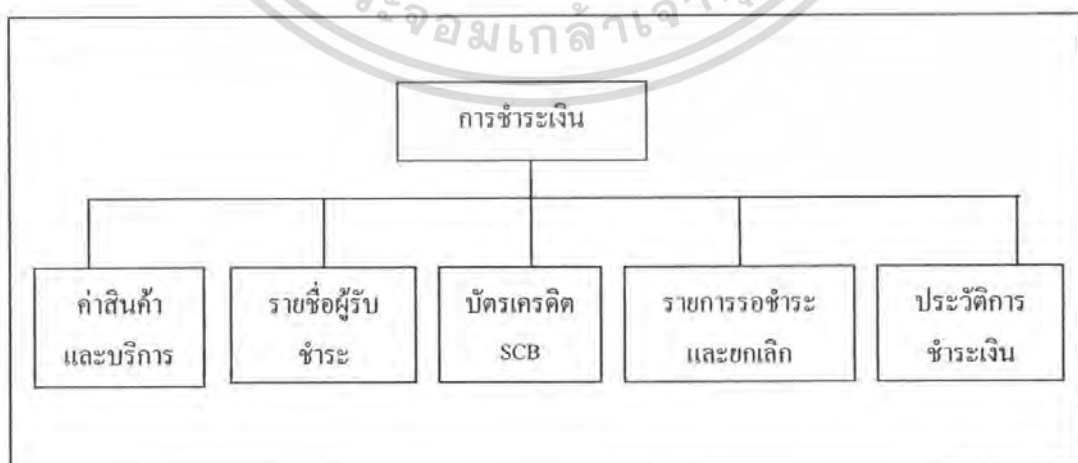 การชำระเงิน
ค่าสินค้า
และบริการ
รายชื่อผู้รับ
ชำระ
บัตรเครดิต
SCB
รายการรอชำระ
และยกเลิก
ประวัติการ
ชำระเงิน